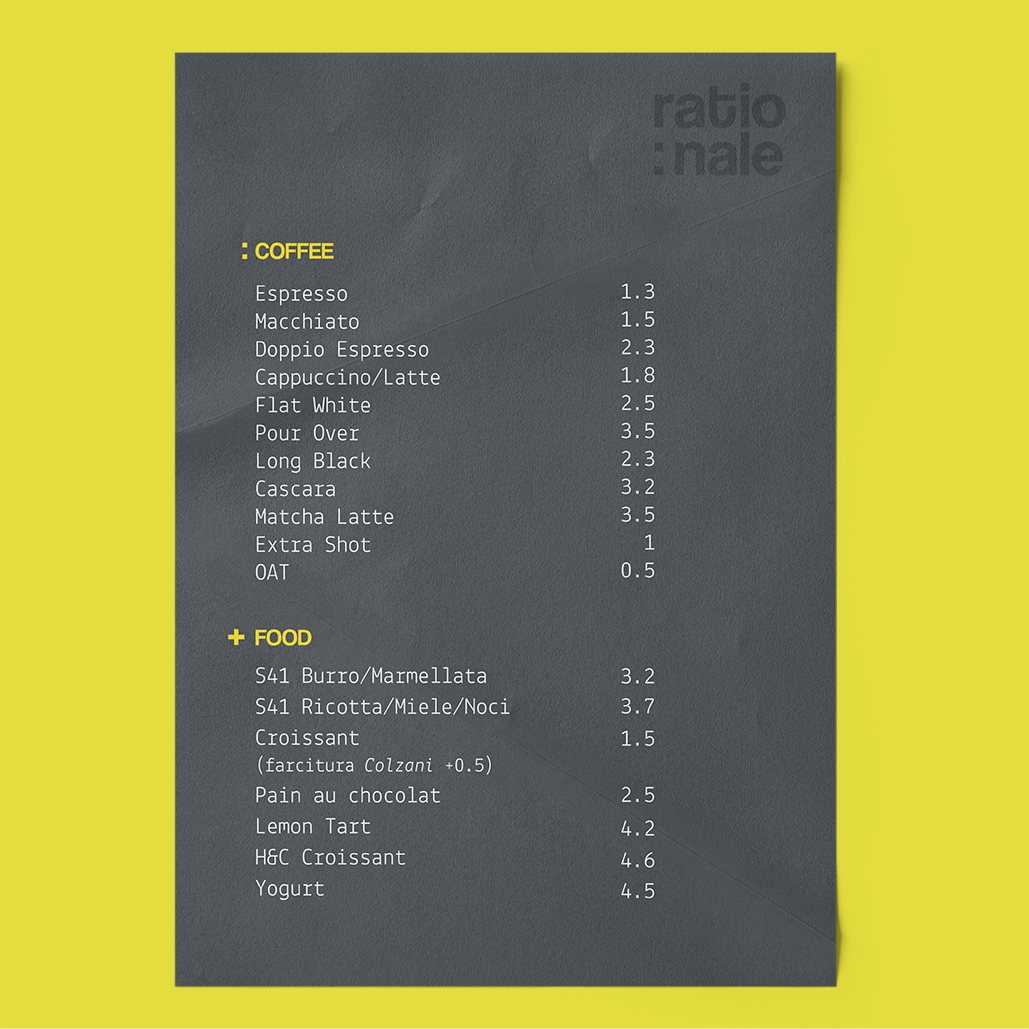 ratio
:nale
: COFFEE
Espresso 1.3
Macchiato 1.5
Doppio Espresso 2.3
Cappuccino/Latte 1.8
Flat White 2.5
Pour Over 3.5
Long Black 2.3
Cascara 3.2
Matcha Latte 3.5
Extra Shot 1
OAT 0.5
+ FOOD
S41 Burro/Marmellata 3.2
S41 Ricotta/Miele/Noci 3.7
Croissant 1.5
(farcitura Colzani +0.5)
Pain au chocolat 2.5
Lemon Tart 4.2
H&C Croissant 4.6
Yogurt 4.5